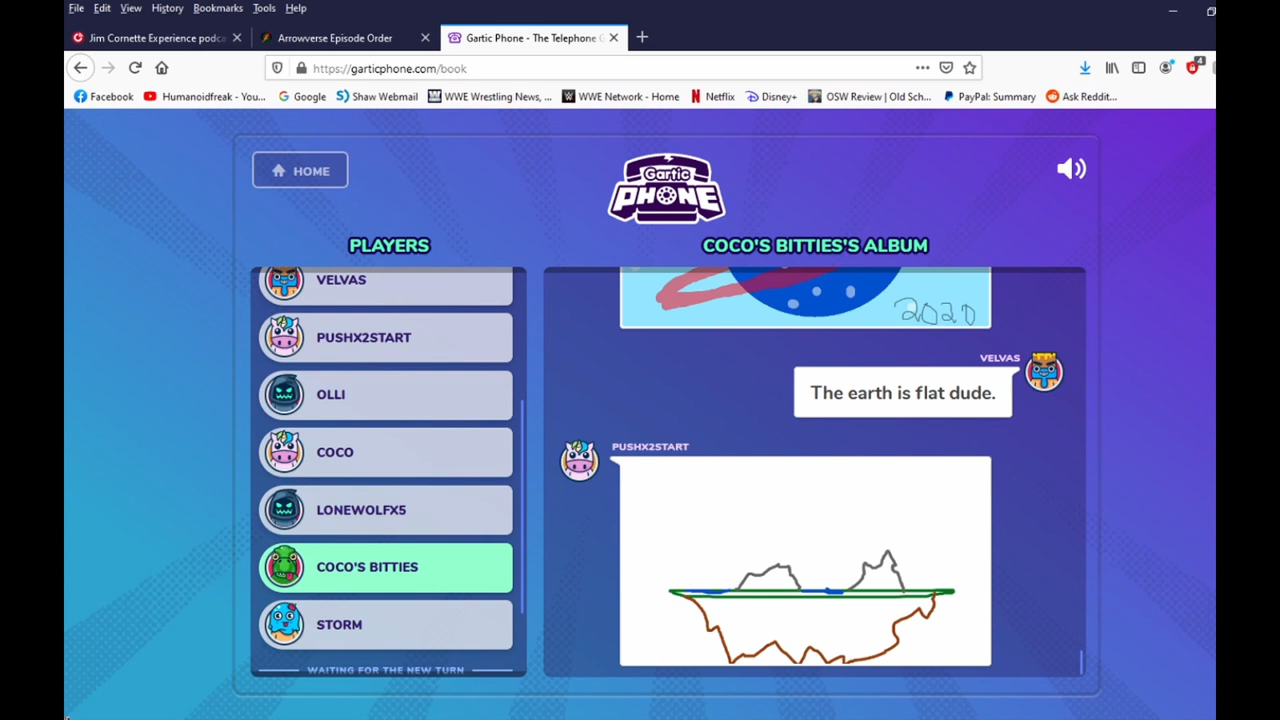 File Edit View History Bookmarks Tools Help
Jim Cornette Experience podca
Arrowverse Episode Order
Gartic Phone - The Telephone G
https://garticphone.com/book
4
Facebook
Humanoidfreak - You...
Google
Shaw Webmail
WWE Wrestling News, ...
WWE Network - Home
Netflix
Disney+
OSW Review | Old Sch...
PayPal: Summary
Ask Reddit...
HOME
Gartic
PHONE
PLAYERS
COCO'S BITTIES'S ALBUM
VELVAS
PUSHX2START
OLLI
COCO
LONEWOLFX5
COCO'S BITTIES
STORM
WAITING FOR THE NEW TURN
2020
VELVAS
The earth is flat dude.
PUSHX2START